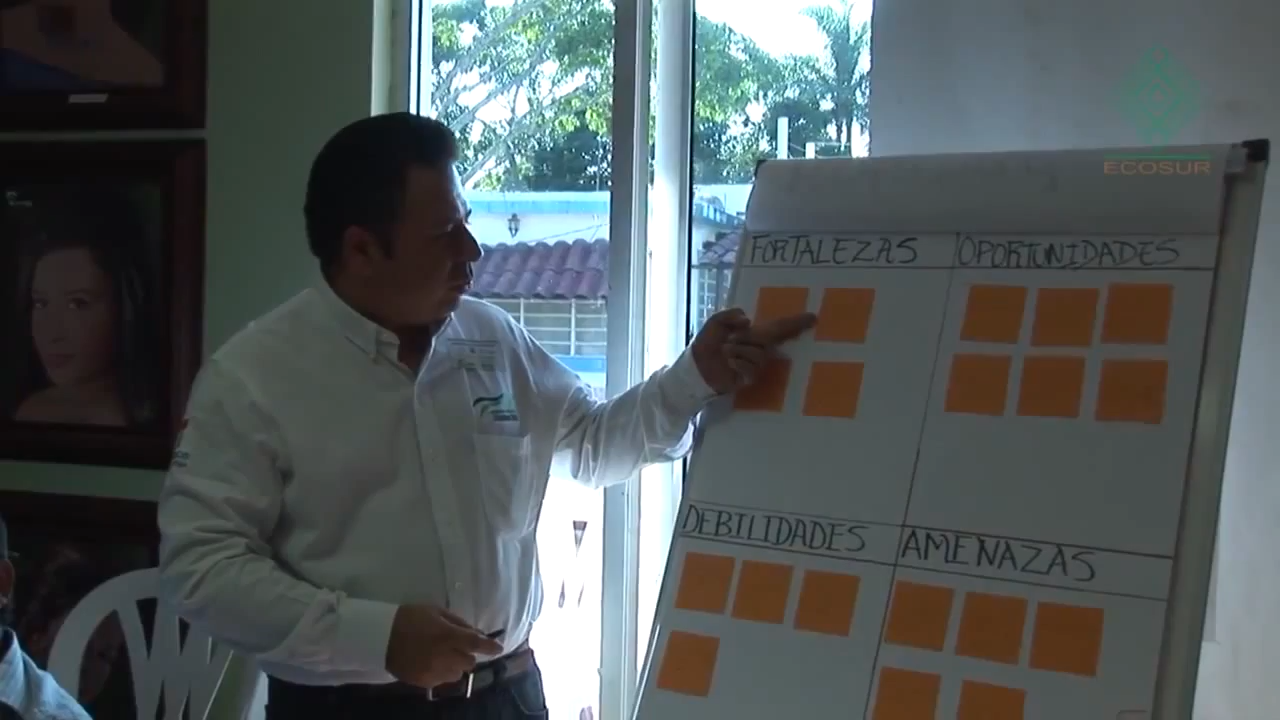 ECOSUR
FORTALEZAS
OPORTUNIDADES
DEBILIDADES
AMENAZAS